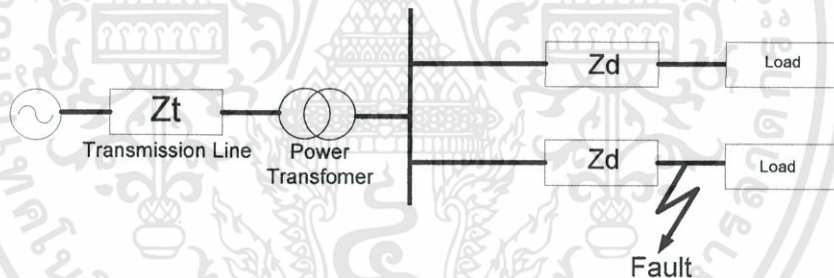 Zt
Transmission Line
Power
Transfomer
Zd
Load
Zd
Load
Fault